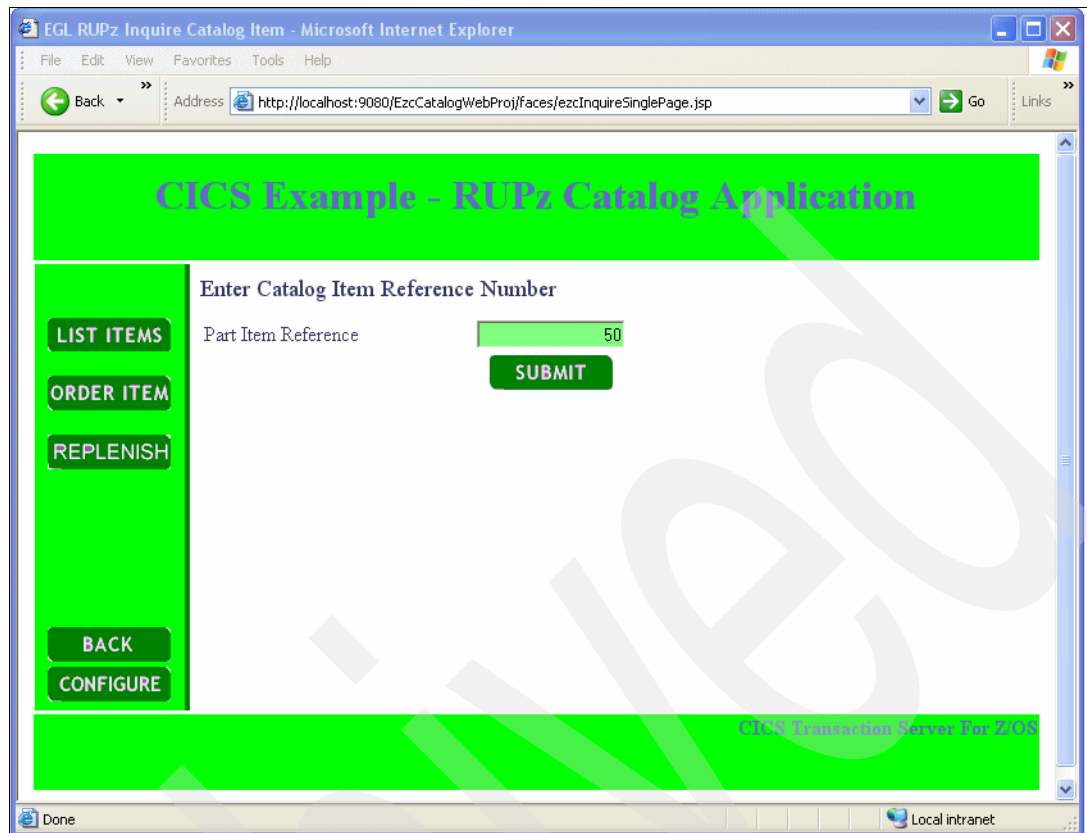 EGL RUPz Inquire Catalog Item - Microsoft Internet Explorer
File Edit View Favorites Tools Help
Back » Address http://localhost:9080/EzcCatalogWebProj/faces/ezcInquireSinglePage.jsp Go Links »
CICS Example - RUPz Catalog Application
Enter Catalog Item Reference Number
LIST ITEMS
Part Item Reference 50
SUBMIT
ORDER ITEM
REPLENISH
BACK
CONFIGURE
CICS Transaction Server For Z/OS
Done Local intranet